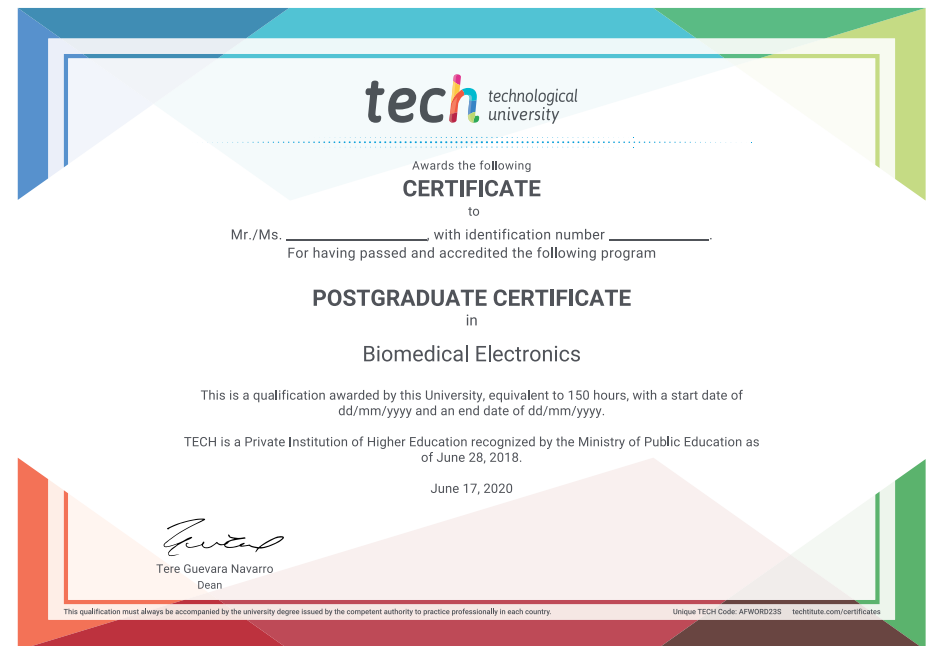 tech technological
university
Awards the following
CERTIFICATE
to
Mr./Ms. ____________________, with identification number ______________.
For having passed and accredited the following program
POSTGRADUATE CERTIFICATE
in
Biomedical Electronics
This is a qualification awarded by this University, equivalent to 150 hours, with a start date of
dd/mm/yyyy and an end date of dd/mm/yyyy.
TECH is a Private Institution of Higher Education recognized by the Ministry of Public Education as
of June 28, 2018.
June 17, 2020
Tere Guevara Navarro
Dean
This qualification must always be accompanied by the university degree issued by the competent authority to practice professionally in each country. Unique TECH Code: AFWORD23S techtitute.com/certificates